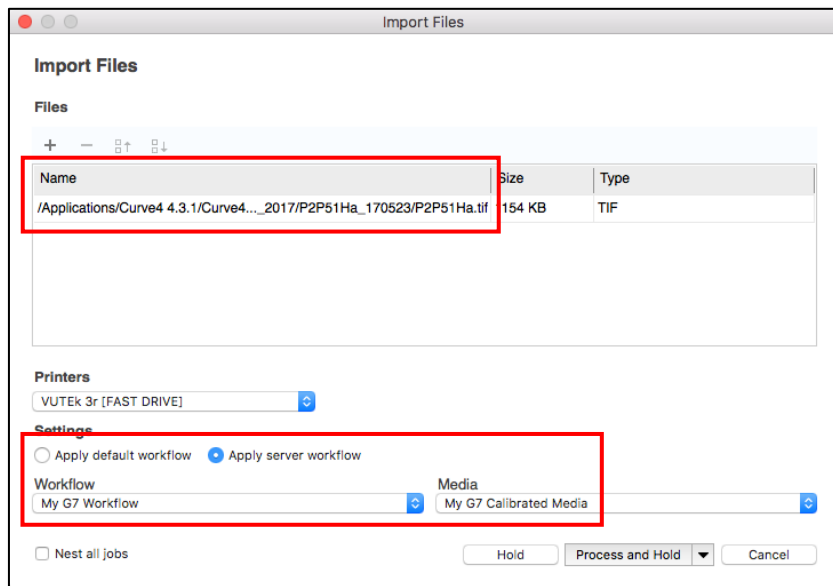 Import Files
Import Files
Files
Name Size Type
/Applications/Curve4 4.3.1/Curve4..._2017/P2P51Ha_170523/P2P51Ha.tif 1154 KB TIF
Printers
VUTEk 3r [FAST DRIVE]
Settings
Apply default workflow Apply server workflow
Workflow Media
My G7 Workflow My G7 Calibrated Media
Nest all jobs Hold Process and Hold Cancel